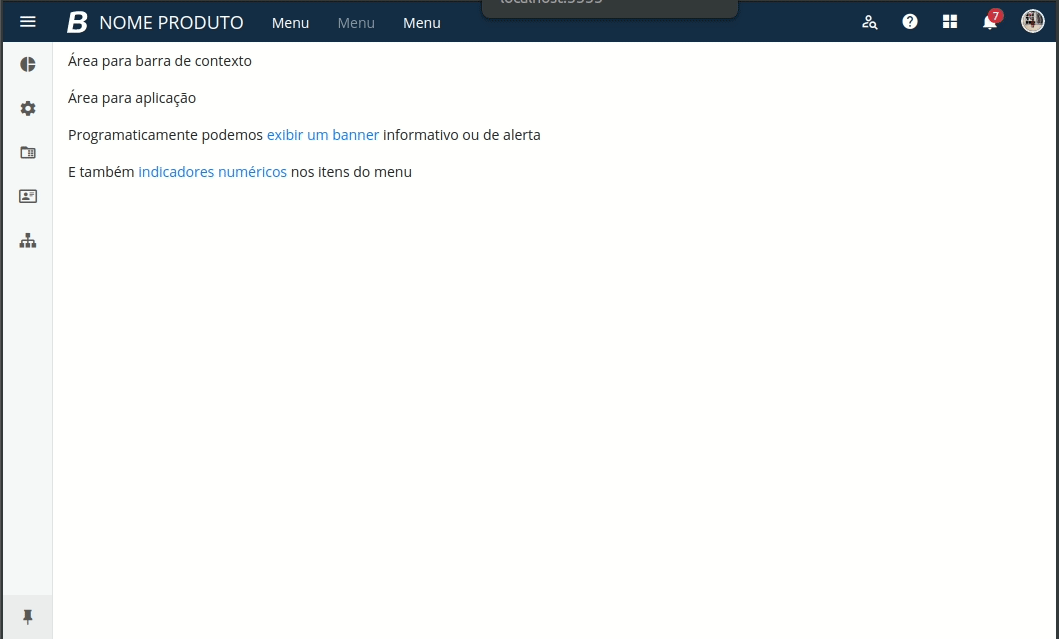 B NOME PRODUTO Menu Menu Menu 7
Área para barra de contexto
Área para aplicação
Programaticamente podemos exibir um banner informativo ou de alerta
E também indicadores numéricos nos itens do menu